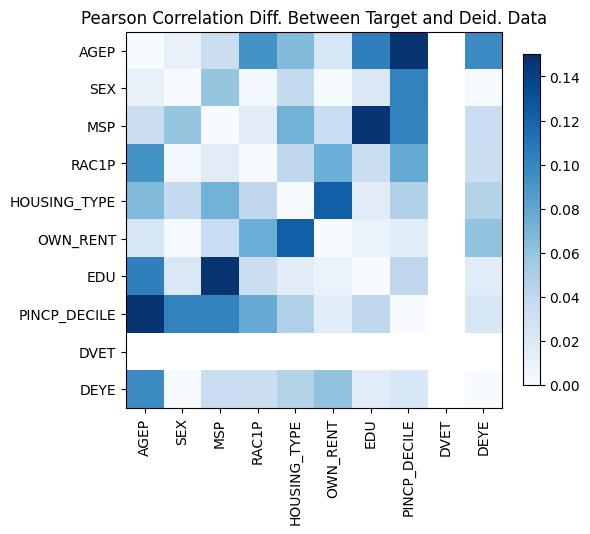 Pearson Correlation Diff. Between Target and Deid. Data
AGEP
SEX
MSP
RAC1P
HOUSING_TYPE
OWN_RENT
EDU
PINCP_DECILE
DVET
DEYE
AGEP
SEX
MSP
RAC1P
HOUSING_TYPE
OWN_RENT
EDU
PINCP_DECILE
DVET
DEYE
0.14
0.12
0.10
0.08
0.06
0.04
0.02
0.00